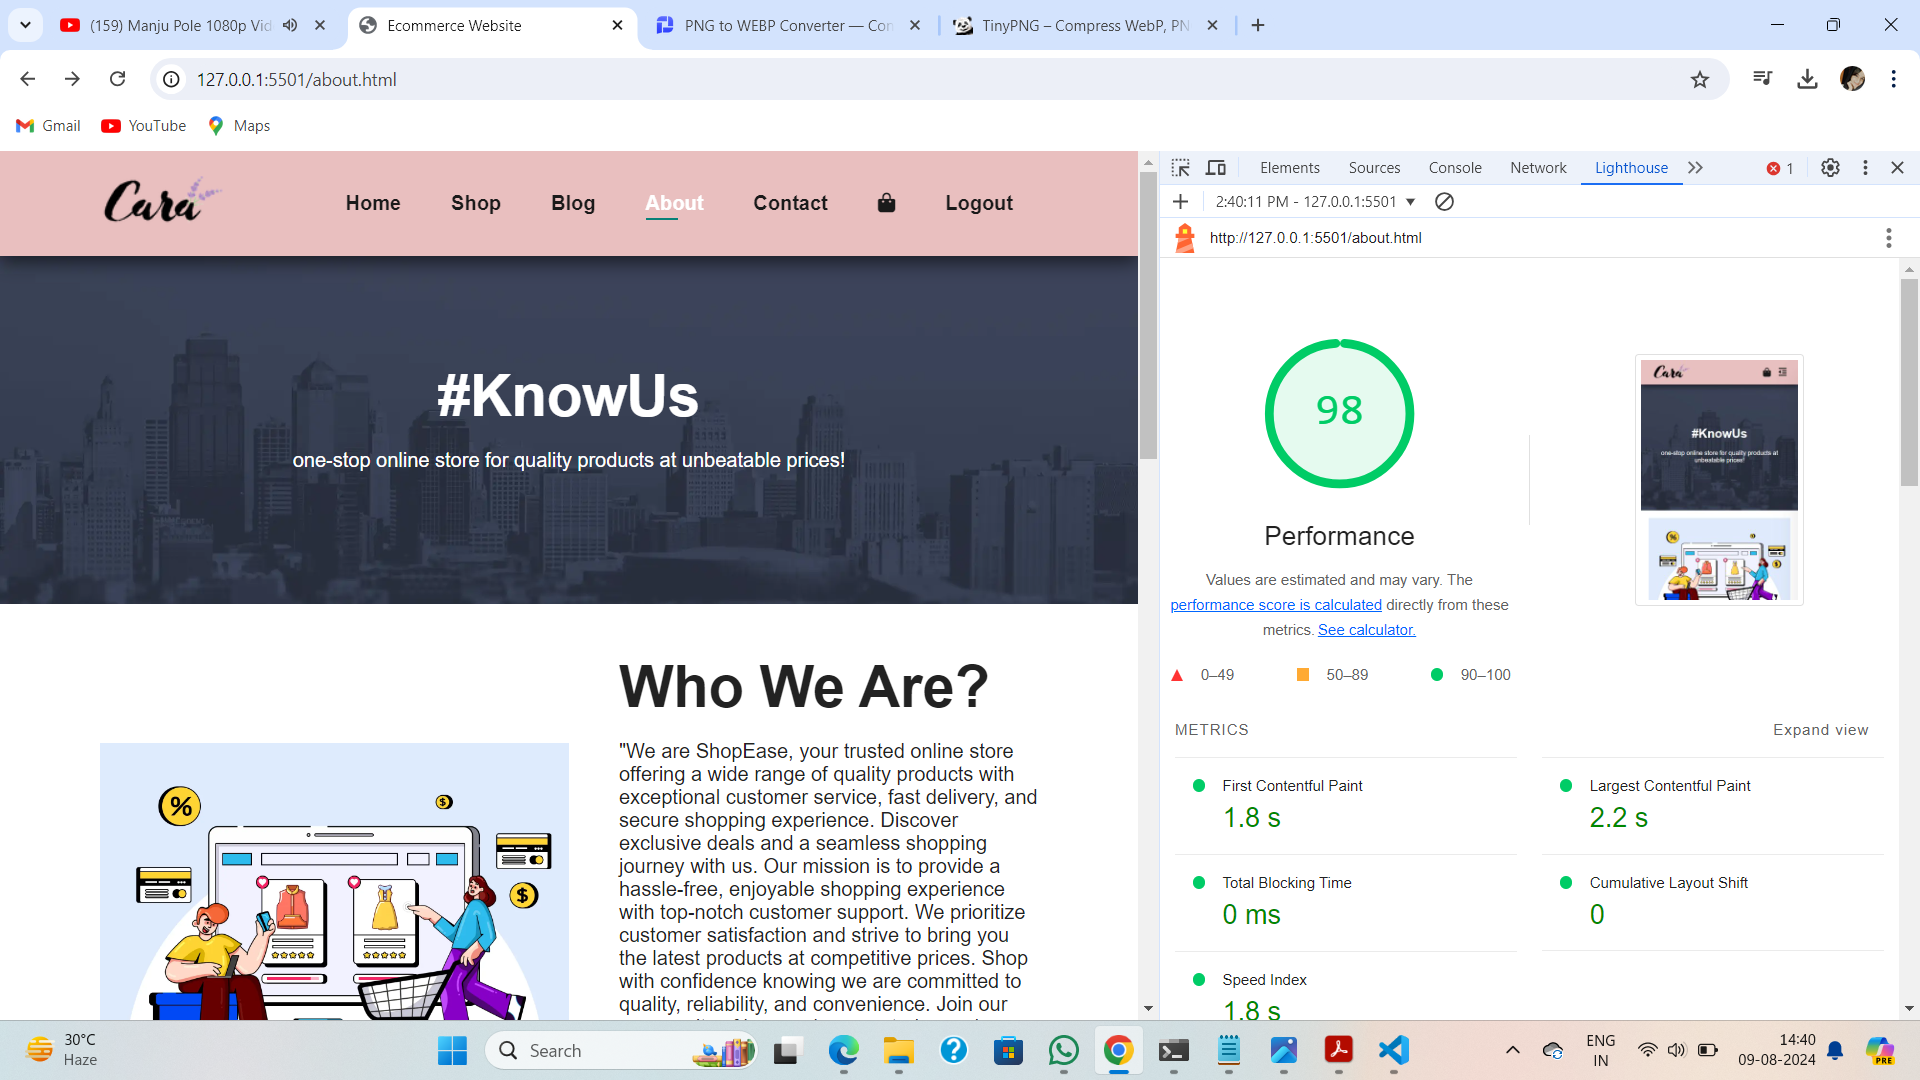 (159) Manju Pole 1080p Vid
Ecommerce Website
PNG to WEBP Converter — Con
TinyPNG – Compress WebP, PN
127.0.0.1:5501/about.html
Gmail
YouTube
Maps
Cara
Home
Shop
Blog
About
Contact
Logout
#KnowUs
one-stop online store for quality products at unbeatable prices!
Who We Are?
"We are ShopEase, your trusted online store
offering a wide range of quality products with
exceptional customer service, fast delivery, and
secure shopping experience. Discover
exclusive deals and a seamless shopping
journey with us. Our mission is to provide a
hassle-free, enjoyable shopping experience
with top-notch customer support. We prioritize
customer satisfaction and strive to bring you
the latest products at competitive prices. Shop
with confidence knowing we are committed to
quality, reliability, and convenience. Join our
%
$
$
Elements
Sources
Console
Network
Lighthouse
1
2:40:11 PM - 127.0.0.1:5501
http://127.0.0.1:5501/about.html
98
Performance
Values are estimated and may vary. The
performance score is calculated directly from these
metrics. See calculator.
0–49
50–89
90–100
Cara
#KnowUs
one-stop online store for quality products at
unbeatable prices!
METRICS
Expand view
First Contentful Paint
1.8 s
Largest Contentful Paint
2.2 s
Total Blocking Time
0 ms
Cumulative Layout Shift
0
Speed Index
1.8 s
30°C
Haze
Search
ENG
IN
14:40
09-08-2024
PRE